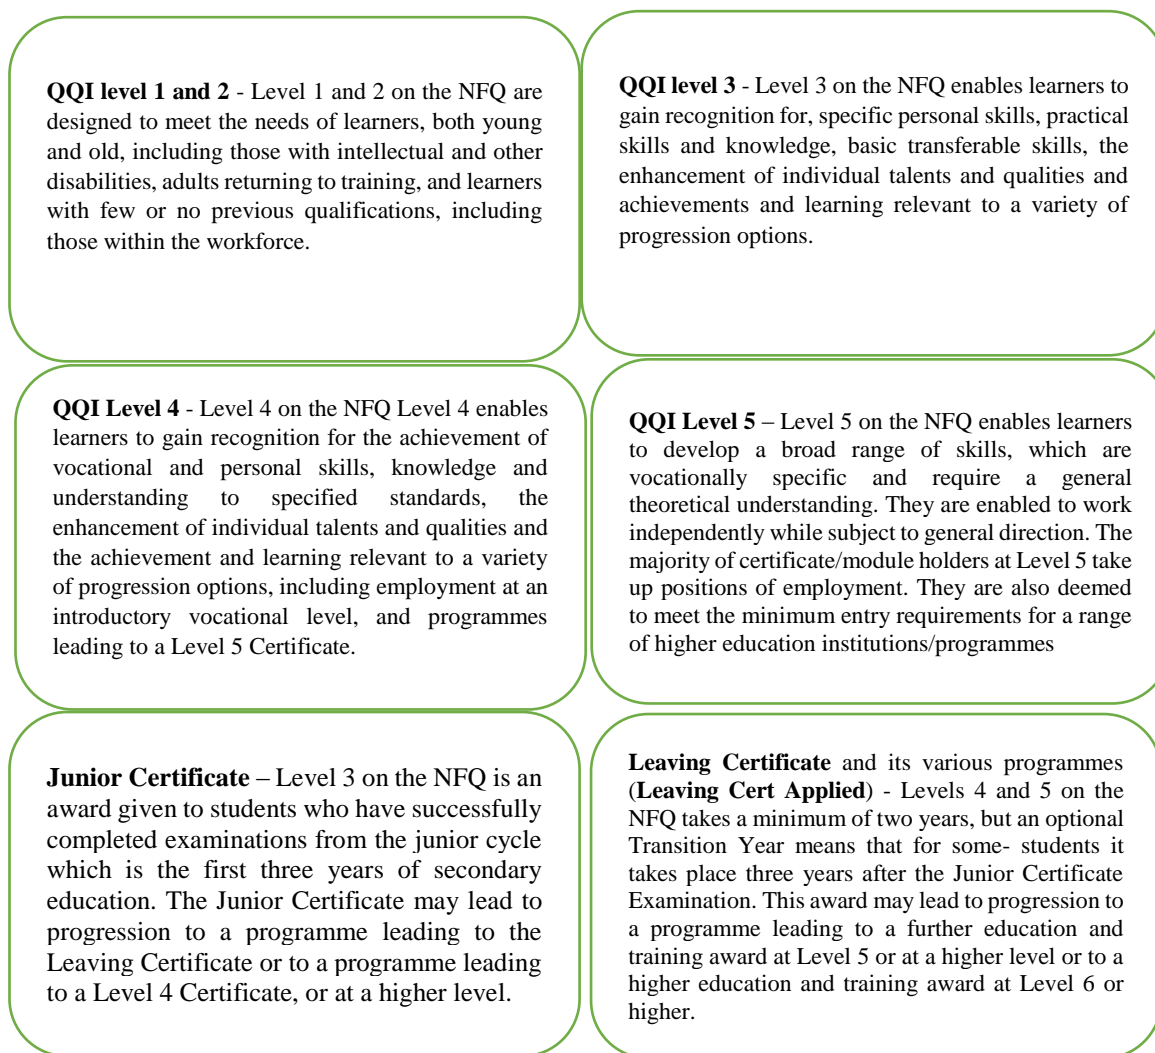 QQI level 1 and 2 - Level 1 and 2 on the NFQ are
designed to meet the needs of learners, both young
and old, including those with intellectual and other
disabilities, adults returning to training, and learners
with few or no previous qualifications, including
those within the workforce.
QQI level 3 - Level 3 on the NFQ enables learners to
gain recognition for, specific personal skills, practical
skills and knowledge, basic transferable skills, the
enhancement of individual talents and qualities and
achievements and learning relevant to a variety of
progression options.
QQI Level 4 - Level 4 on the NFQ Level 4 enables
learners to gain recognition for the achievement of
vocational and personal skills, knowledge and
understanding to specified standards, the
enhancement of individual talents and qualities and
the achievement and learning relevant to a variety
of progression options, including employment at an
introductory vocational level, and programmes
leading to a Level 5 Certificate.
QQI Level 5 – Level 5 on the NFQ enables learners
to develop a broad range of skills, which are
vocationally specific and require a general
theoretical understanding. They are enabled to work
independently while subject to general direction. The
majority of certificate/module holders at Level 5 take
up positions of employment. They are also deemed
to meet the minimum entry requirements for a range
of higher education institutions/programmes
Junior Certificate – Level 3 on the NFQ is an
award given to students who have successfully
completed examinations from the junior cycle
which is the first three years of secondary
education. The Junior Certificate may lead to
progression to a programme leading to the
Leaving Certificate or to a programme leading
to a Level 4 Certificate, or at a higher level.
Leaving Certificate and its various programmes
(Leaving Cert Applied) - Levels 4 and 5 on the
NFQ takes a minimum of two years, but an optional
Transition Year means that for some- students it
takes place three years after the Junior Certificate
Examination. This award may lead to progression to
a programme leading to a further education and
training award at Level 5 or at a higher level or to a
higher education and training award at Level 6 or
higher.